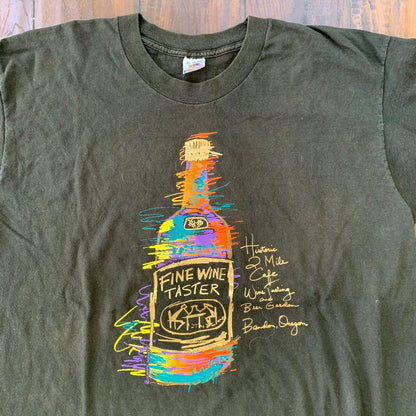 FINE WINE
TASTER
Historic
2 Mile
Cafe
Wine Tasting
and
Beer Garden
Bandon, Oregon